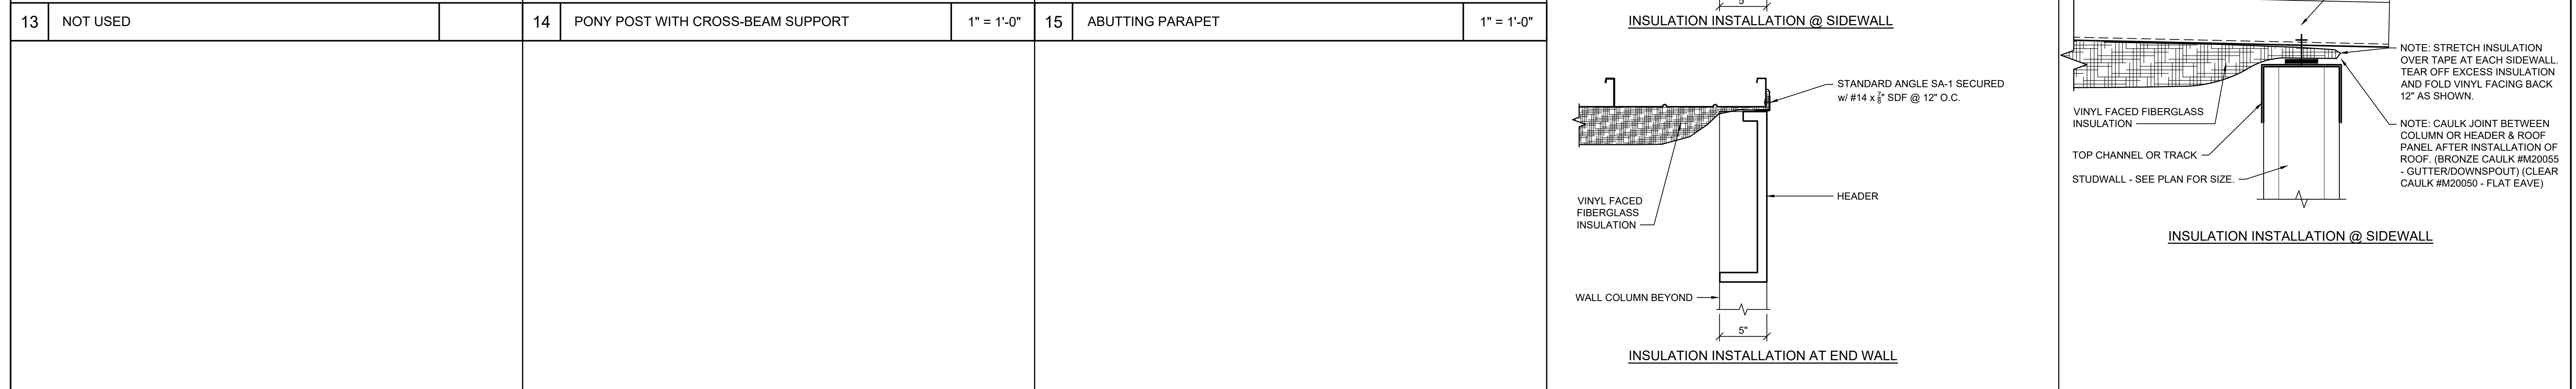 13 NOT USED
14 PONY POST WITH CROSS-BEAM SUPPORT 1" = 1'-0"
15 ABUTTING PARAPET 1" = 1'-0"
5"
INSULATION INSTALLATION @ SIDEWALL
STANDARD ANGLE SA-1 SECURED
w/ #14 x 7/8" SDF @ 12" O.C.
VINYL FACED
FIBERGLASS
INSULATION
HEADER
WALL COLUMN BEYOND
5"
INSULATION INSTALLATION AT END WALL
NOTE: STRETCH INSULATION
OVER TAPE AT EACH SIDEWALL.
TEAR OFF EXCESS INSULATION
AND FOLD VINYL FACING BACK
12" AS SHOWN.
VINYL FACED FIBERGLASS
INSULATION
TOP CHANNEL OR TRACK
STUDWALL - SEE PLAN FOR SIZE.
NOTE: CAULK JOINT BETWEEN
COLUMN OR HEADER & ROOF
PANEL AFTER INSTALLATION OF
ROOF. (BRONZE CAULK #M20055
- GUTTER/DOWNSPOUT) (CLEAR
CAULK #M20050 - FLAT EAVE)
INSULATION INSTALLATION @ SIDEWALL